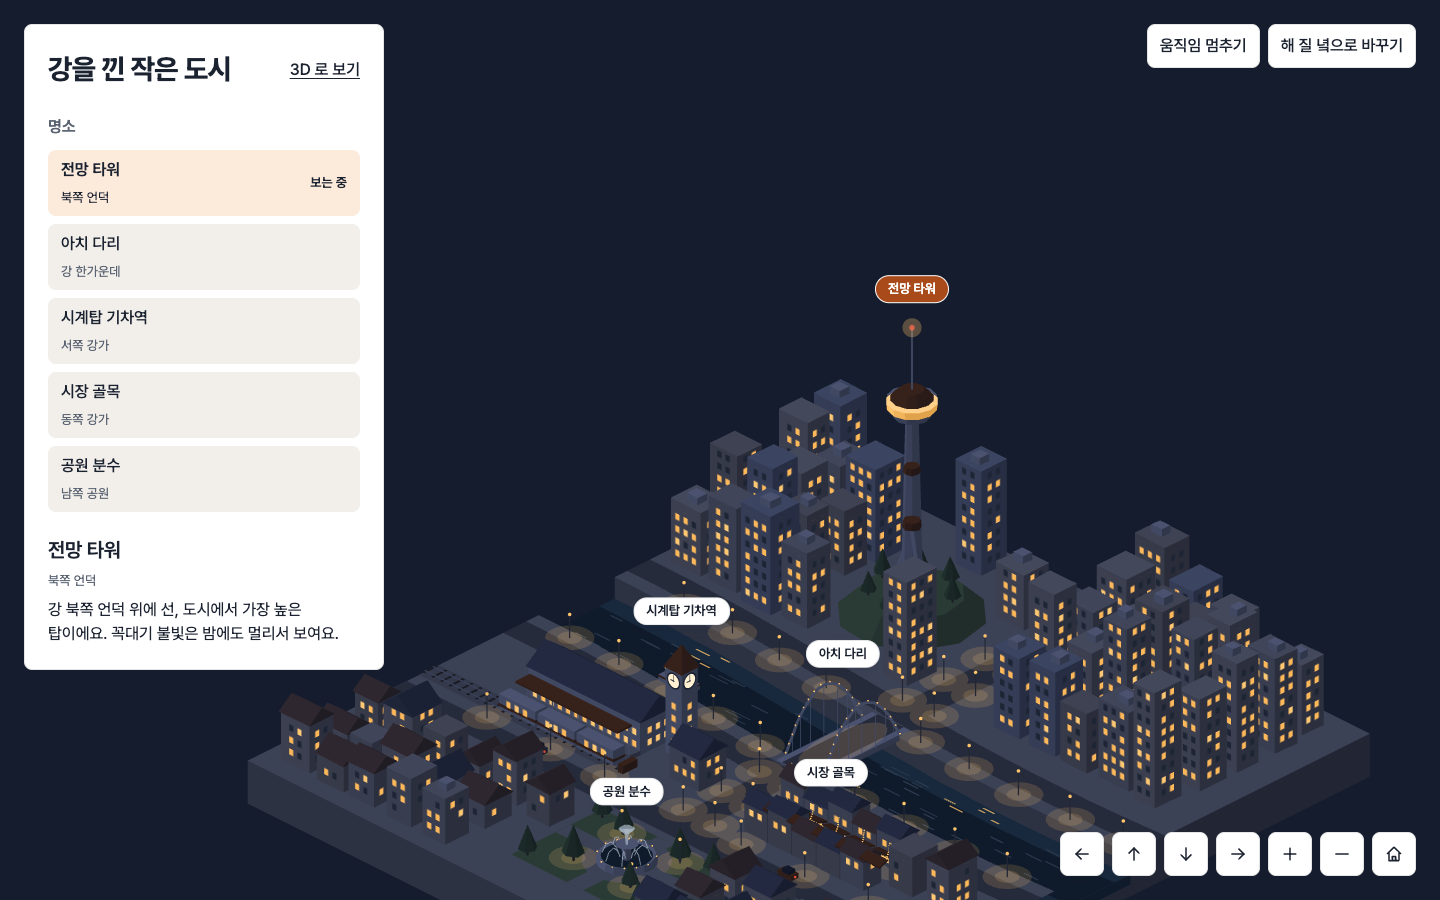 강을 낀 작은 도시
3D 로 보기
명소
전망 타워
북쪽 언덕
보는 중
아치 다리
강 한가운데
시계탑 기차역
서쪽 강가
시장 골목
동쪽 강가
공원 분수
남쪽 공원
전망 타워
북쪽 언덕
강 북쪽 언덕 위에 선, 도시에서 가장 높은
탑이에요. 꼭대기 불빛은 밤에도 멀리서 보여요.
움직임 멈추기
해 질 녘으로 바꾸기
전망 타워
시계탑 기차역
아치 다리
시장 골목
공원 분수